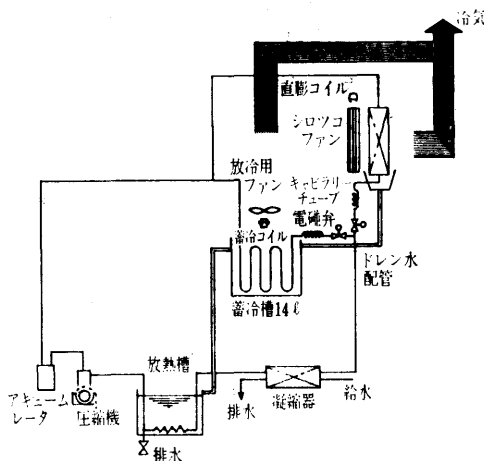 冷気
直膨コイル
シロツコ
ファン
放冷用
ファン
キャピラリー
チューブ
電磁弁
蓄冷コイル
ドレン水
配管
蓄冷槽14ℓ
放熱槽
アキューム
レータ
圧縮機
排水
凝縮器
給水
排水